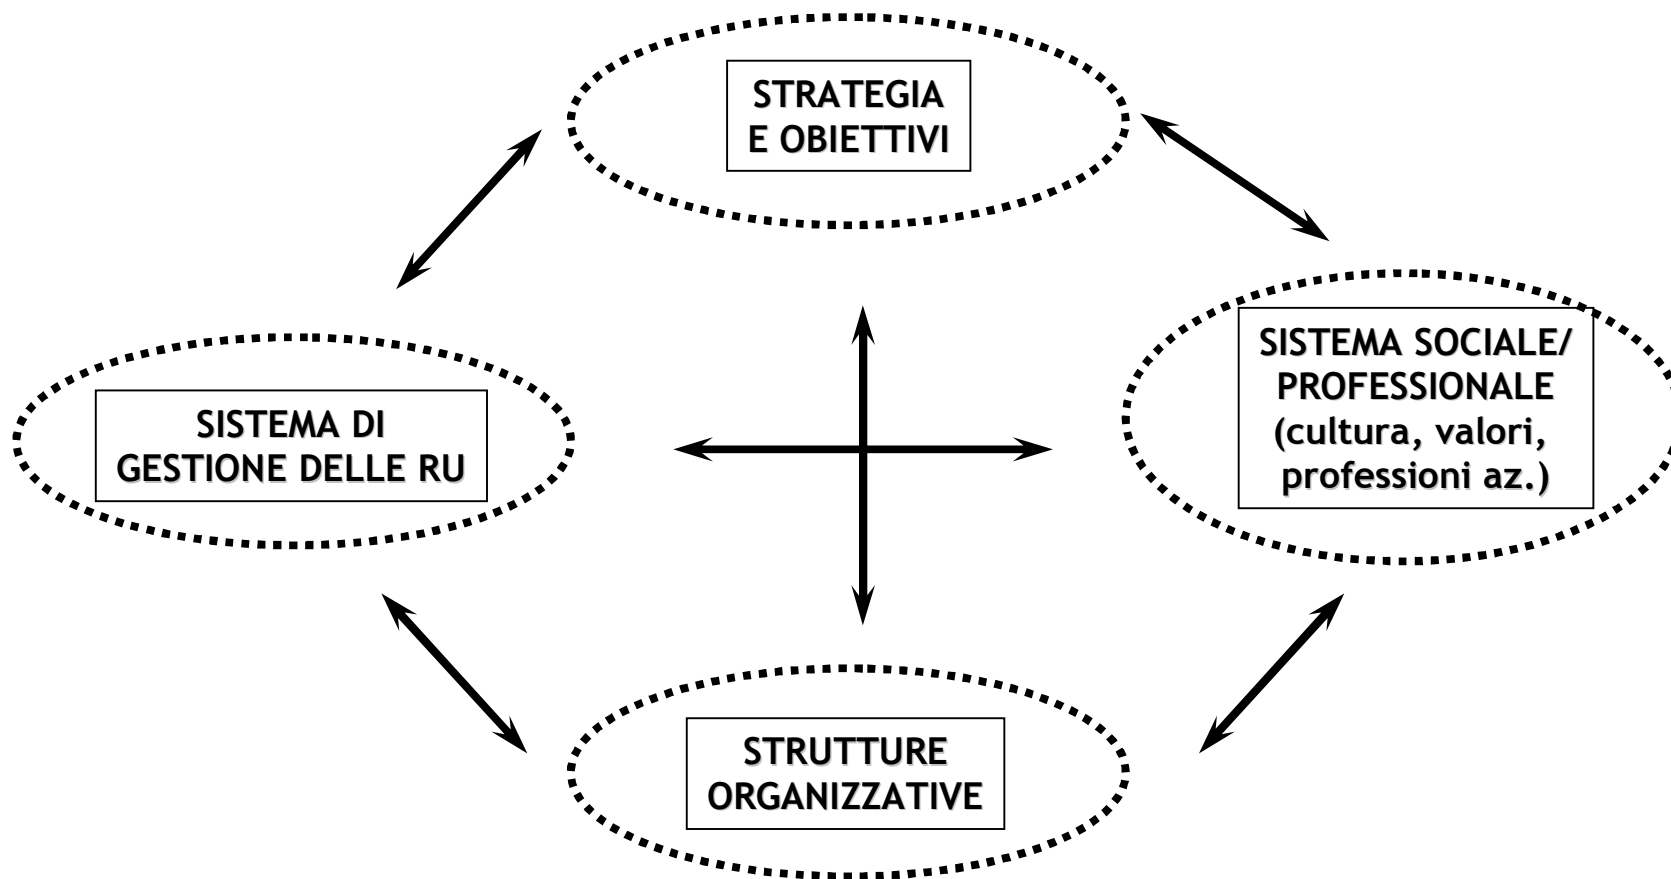 STRATEGIA
E OBIETTIVI
SISTEMA SOCIALE/
PROFESSIONALE
(cultura, valori,
professioni az.)
SISTEMA DI
GESTIONE DELLE RU
STRUTTURE
ORGANIZZATIVE